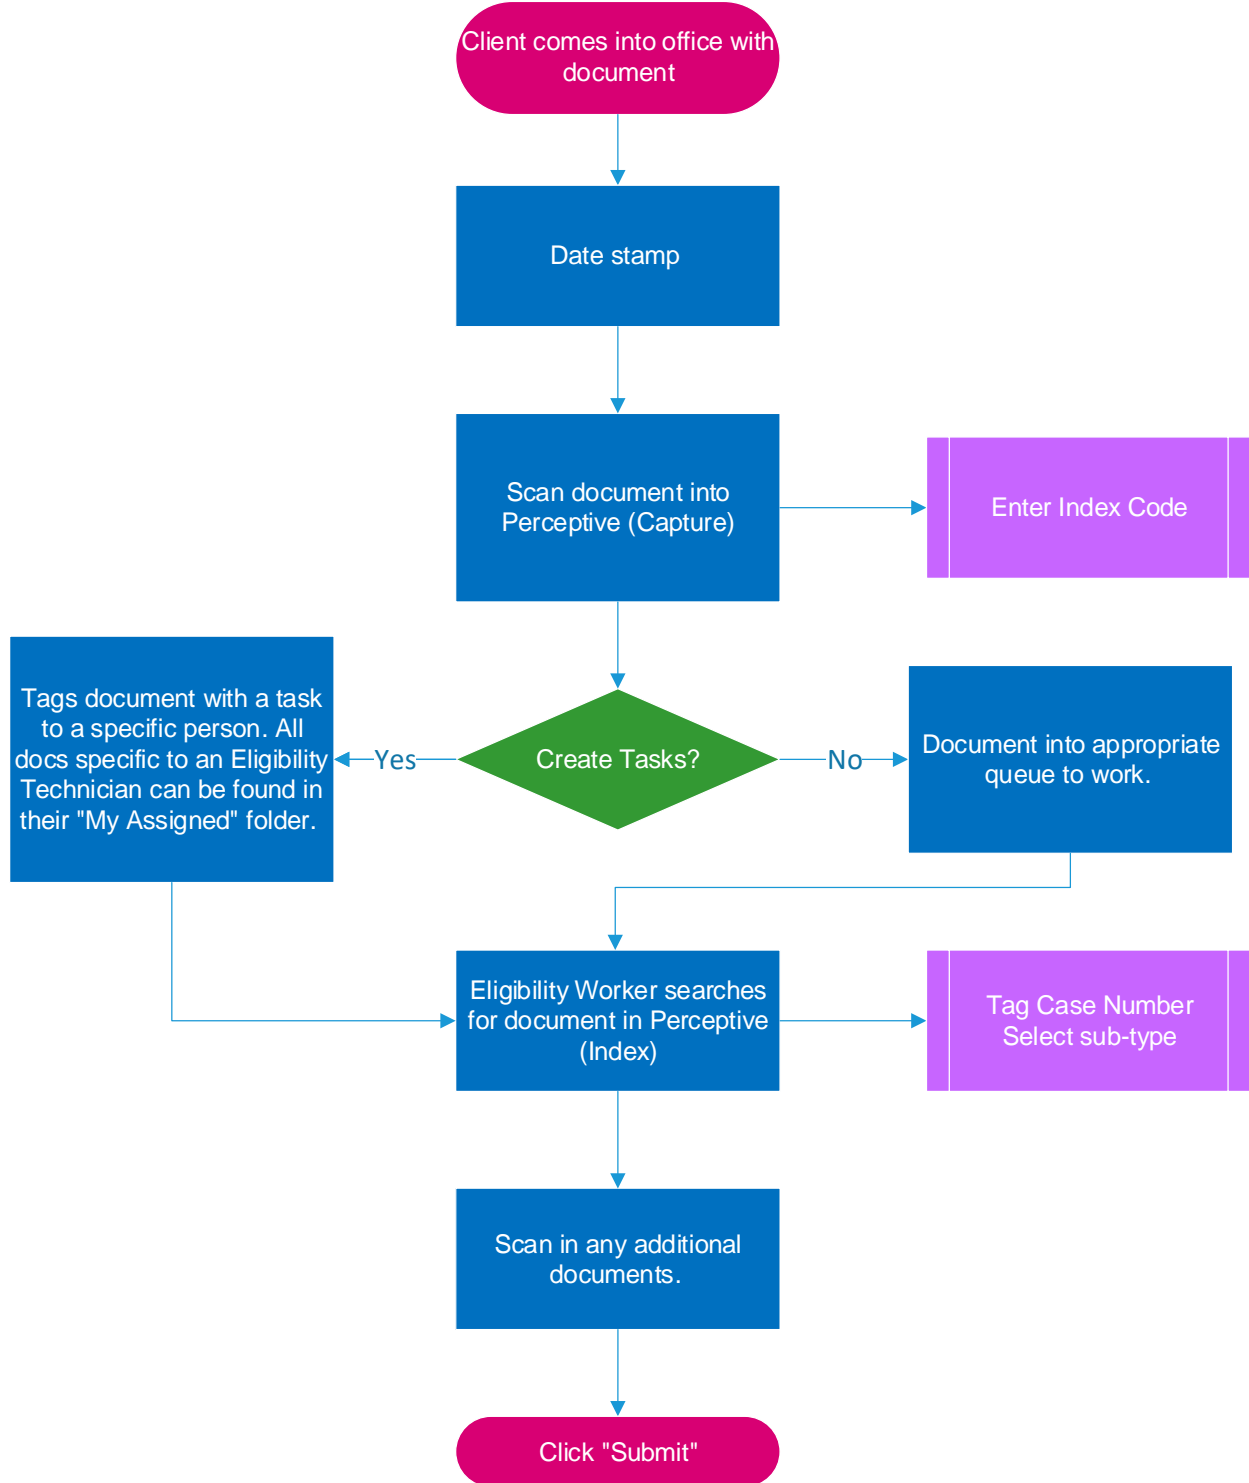 Client comes into office with
document
Date stamp
Scan document into
Perceptive (Capture)
Enter Index Code
Tags document with a task
to a specific person. All
docs specific to an Eligibility
Technician can be found in
their "My Assigned" folder.
Yes
Create Tasks?
No
Document into appropriate
queue to work.
Eligibility Worker searches
for document in Perceptive
(Index)
Tag Case Number
Select sub-type
Scan in any additional
documents.
Click "Submit"